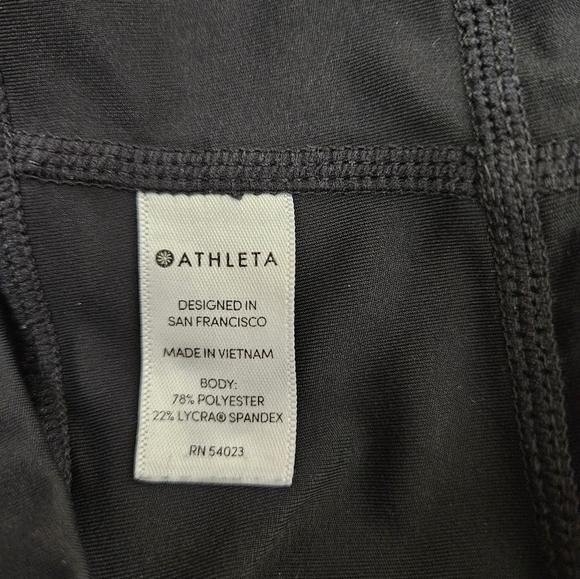 ATHLETA
DESIGNED IN
SAN FRANCISCO
MADE IN VIETNAM
BODY:
78% POLYESTER
22% LYCRA® SPANDEX
RN 54023